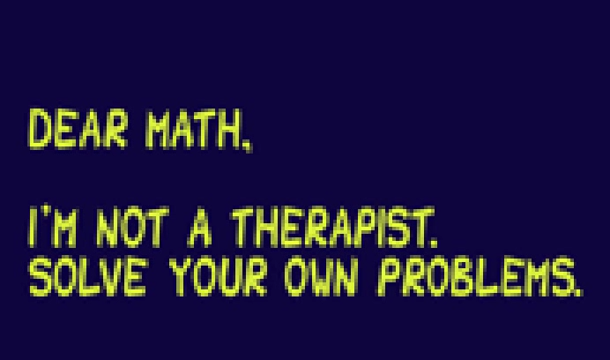 DEAR MATH,
I'M NOT A THERAPIST.
SOLVE YOUR OWN PROBLEMS.